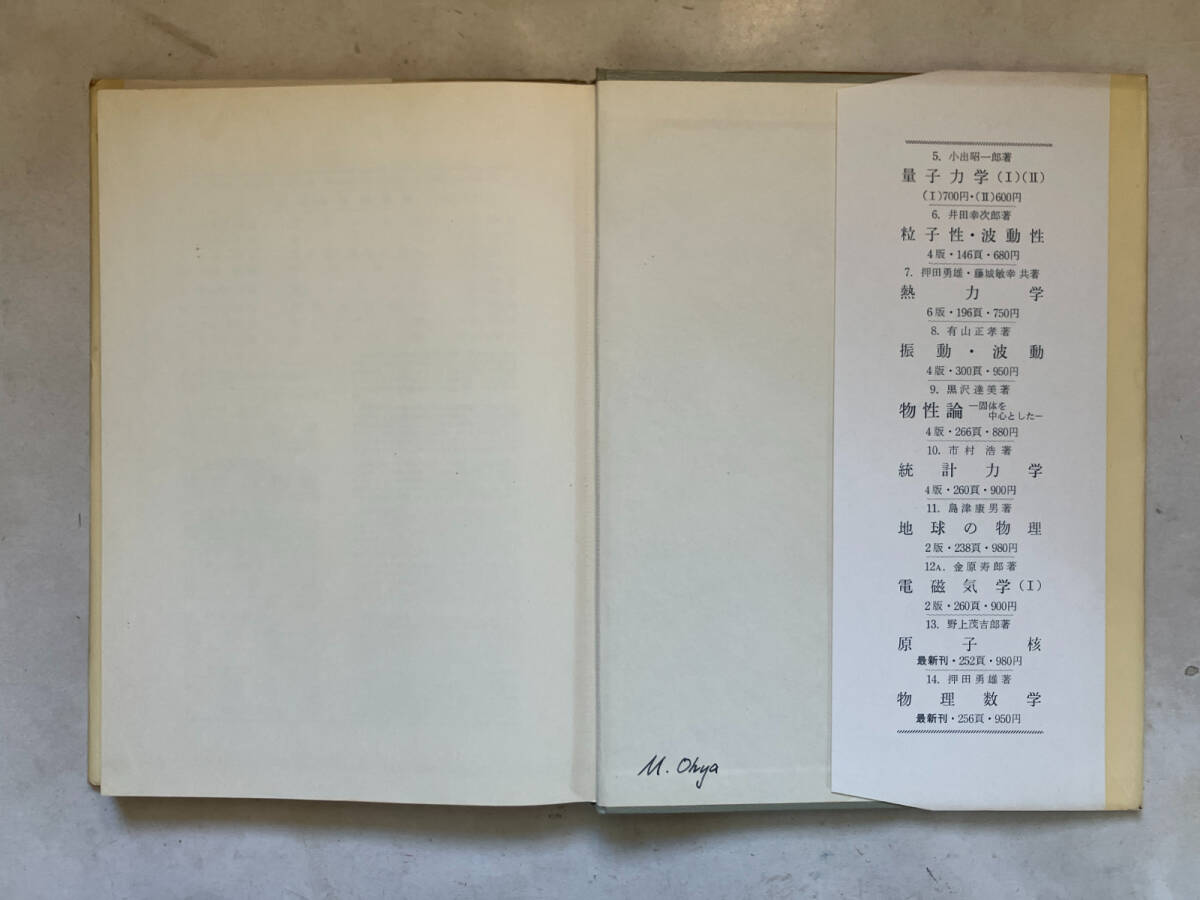 5. 小出昭一郎著
量子力学(Ⅰ)(Ⅱ)
(Ⅰ)700円・(Ⅱ)600円
6. 井田幸次郎著
粒子性・波動性
4版・146頁・680円
7. 押田勇雄・藤城敏幸 共著
熱力学
6版・196頁・750円
8. 有山正孝著
振動・波動
4版・300頁・950円
9. 黒沢達美著
物性論 —固体を
中心とした—
4版・266頁・880円
10. 市村 浩著
統計力学
4版・260頁・900円
11. 島津康男著
地球の物理
2版・238頁・980円
12A. 金原寿郎著
電磁気学(Ⅰ)
2版・260頁・900円
13. 野上茂吉郎著
原子核
最新刊・252頁・980円
14. 押田勇雄著
物理数学
最新刊・256頁・950円
M. Ohya